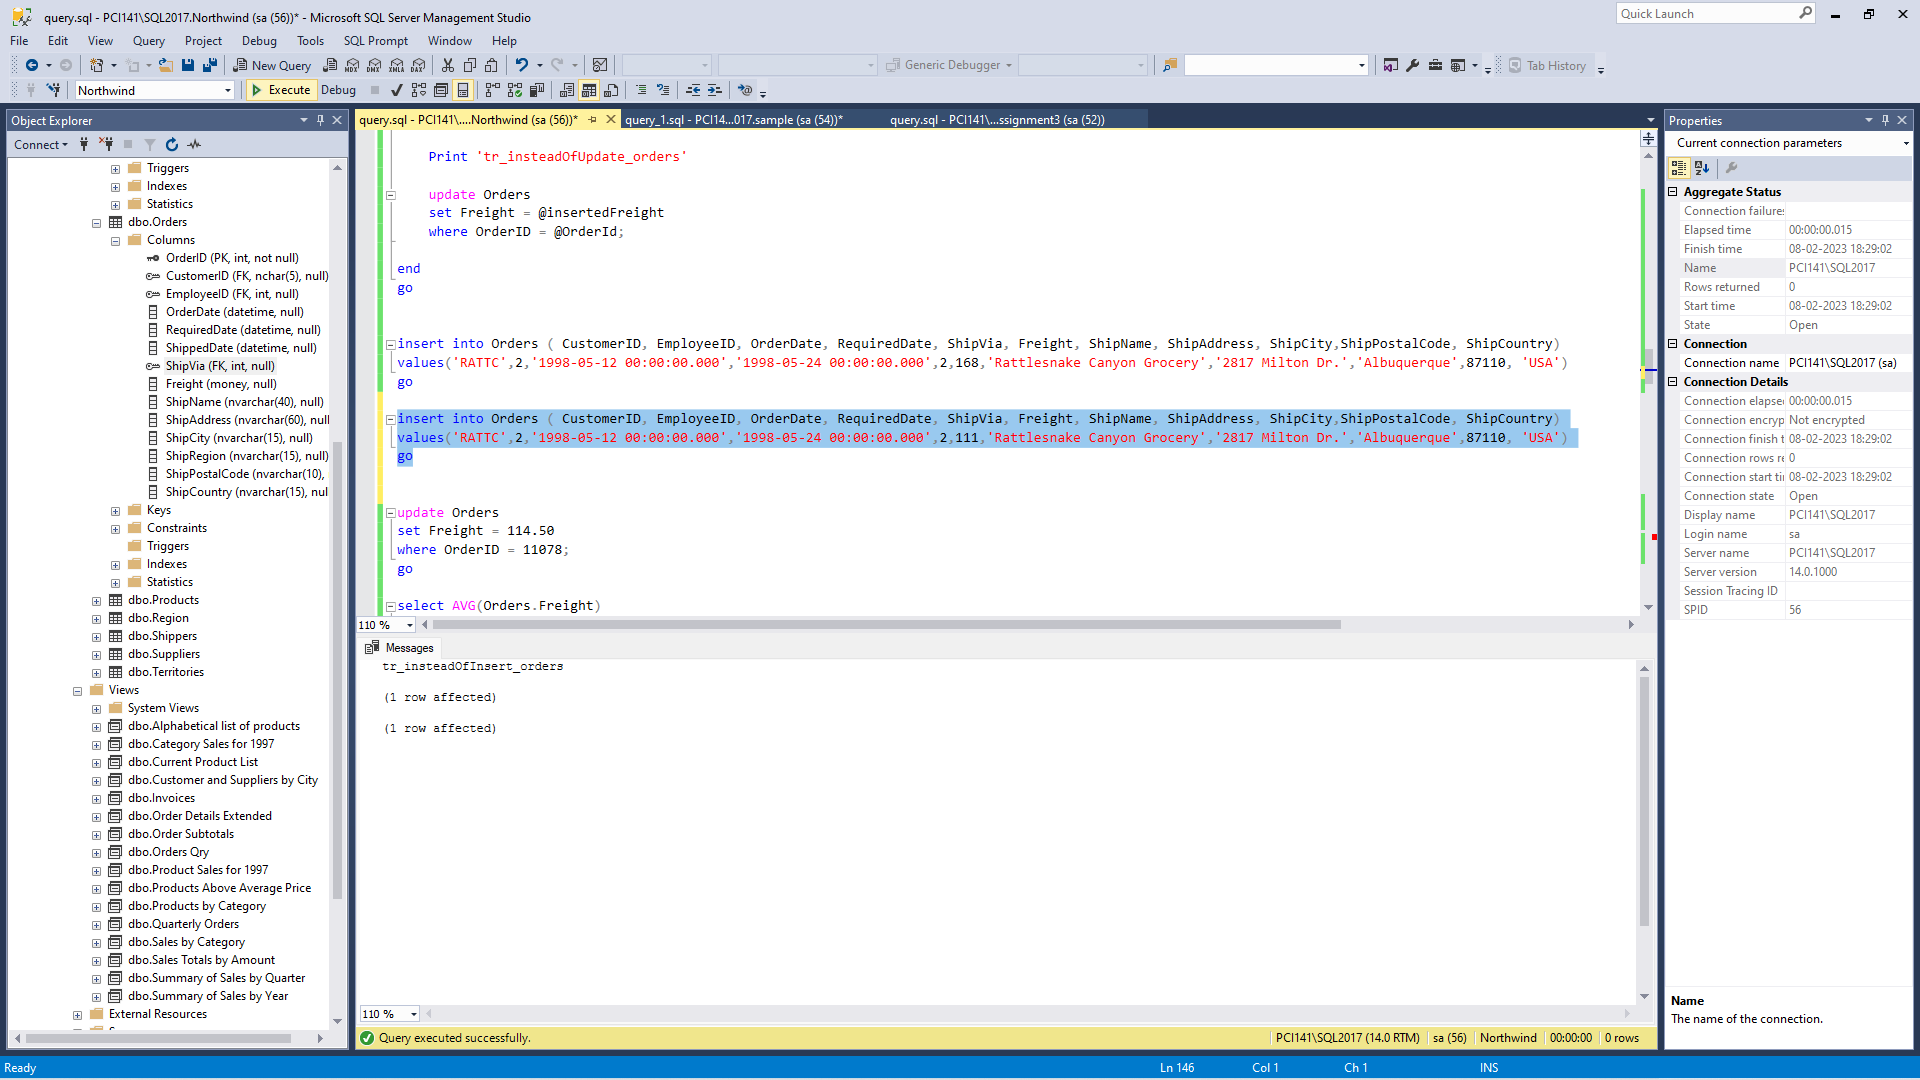 query.sql - PCI141\SQL2017.Northwind (sa (56))* - Microsoft SQL Server Management Studio
Quick Launch
File Edit View Query Project Debug Tools SQL Prompt Window Help
New Query
Generic Debugger
Tab History
Northwind
Execute
Debug
Object Explorer
Connect
Triggers
Indexes
Statistics
dbo.Orders
Columns
OrderID (PK, int, not null)
CustomerID (FK, nchar(5), null)
EmployeeID (FK, int, null)
OrderDate (datetime, null)
RequiredDate (datetime, null)
ShippedDate (datetime, null)
ShipVia (FK, int, null)
Freight (money, null)
ShipName (nvarchar(40), null)
ShipAddress (nvarchar(60), null
ShipCity (nvarchar(15), null)
ShipRegion (nvarchar(15), null)
ShipPostalCode (nvarchar(10),
ShipCountry (nvarchar(15), nul
Keys
Constraints
Triggers
Indexes
Statistics
dbo.Products
dbo.Region
dbo.Shippers
dbo.Suppliers
dbo.Territories
Views
System Views
dbo.Alphabetical list of products
dbo.Category Sales for 1997
dbo.Current Product List
dbo.Customer and Suppliers by City
dbo.Invoices
dbo.Order Details Extended
dbo.Order Subtotals
dbo.Orders Qry
dbo.Product Sales for 1997
dbo.Products Above Average Price
dbo.Products by Category
dbo.Quarterly Orders
dbo.Sales by Category
dbo.Sales Totals by Amount
dbo.Summary of Sales by Quarter
dbo.Summary of Sales by Year
External Resources
query.sql - PCI141\....Northwind (sa (56))*
query_1.sql - PCI14...017.sample (sa (54))*
query.sql - PCI141\...ssignment3 (sa (52))
Print 'tr_insteadOfUpdate_orders'
update Orders
set Freight = @insertedFreight
where OrderID = @OrderId;
end
go
insert into Orders ( CustomerID, EmployeeID, OrderDate, RequiredDate, ShipVia, Freight, ShipName, ShipAddress, ShipCity,ShipPostalCode, ShipCountry)
values('RATTC',2,'1998-05-12 00:00:00.000','1998-05-24 00:00:00.000',2,168,'Rattlesnake Canyon Grocery','2817 Milton Dr.','Albuquerque',87110, 'USA')
go
insert into Orders ( CustomerID, EmployeeID, OrderDate, RequiredDate, ShipVia, Freight, ShipName, ShipAddress, ShipCity,ShipPostalCode, ShipCountry)
values('RATTC',2,'1998-05-12 00:00:00.000','1998-05-24 00:00:00.000',2,111,'Rattlesnake Canyon Grocery','2817 Milton Dr.','Albuquerque',87110, 'USA')
go
update Orders
set Freight = 114.50
where OrderID = 11078;
go
select AVG(Orders.Freight)
110 %
Messages
tr_insteadOfInsert_orders
(1 row affected)
(1 row affected)
110 %
Query executed successfully.
PCI141\SQL2017 (14.0 RTM) sa (56) Northwind 00:00:00 0 rows
Properties
Current connection parameters
Aggregate Status
Connection failures
Elapsed time 00:00:00.015
Finish time 08-02-2023 18:29:02
Name PCI141\SQL2017
Rows returned 0
Start time 08-02-2023 18:29:02
State Open
Connection
Connection name PCI141\SQL2017 (sa)
Connection Details
Connection elapse 00:00:00.015
Connection encryp Not encrypted
Connection finish t 08-02-2023 18:29:02
Connection rows re 0
Connection start ti 08-02-2023 18:29:02
Connection state Open
Display name PCI141\SQL2017
Login name sa
Server name PCI141\SQL2017
Server version 14.0.1000
Session Tracing ID
SPID 56
Name
The name of the connection.
Ready
Ln 146 Col 1 Ch 1 INS